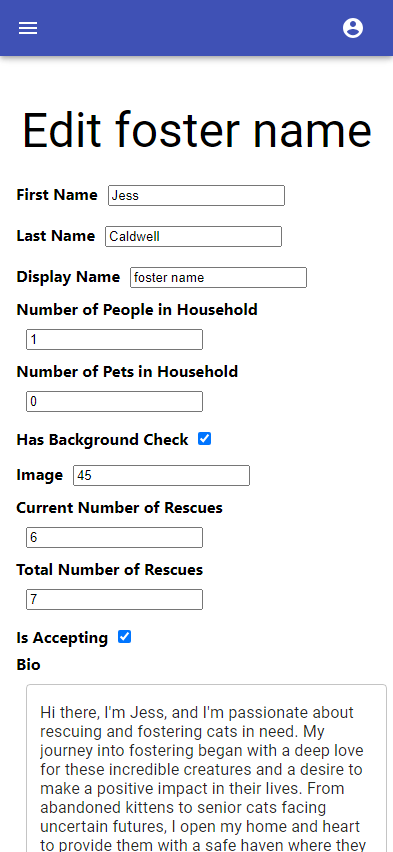 Edit foster name
First Name Jess
Last Name Caldwell
Display Name foster name
Number of People in Household
1
Number of Pets in Household
0
Has Background Check
Image 45
Current Number of Rescues
6
Total Number of Rescues
7
Is Accepting
Bio
Hi there, I'm Jess, and I'm passionate about
rescuing and fostering cats in need. My
journey into fostering began with a deep love
for these incredible creatures and a desire to
make a positive impact in their lives. From
abandoned kittens to senior cats facing
uncertain futures, I open my home and heart
to provide them with a safe haven where they